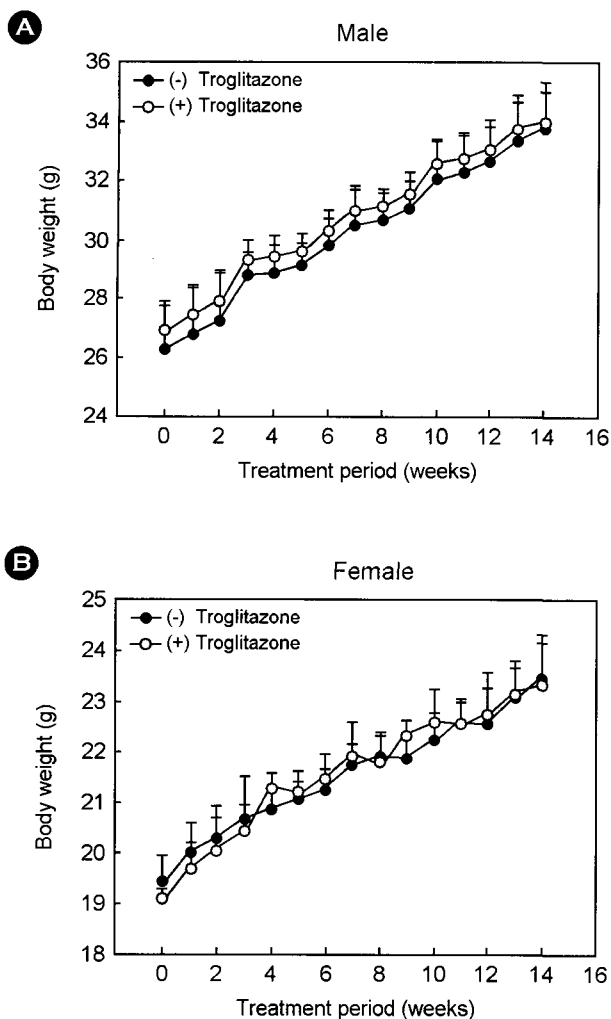 A
Male
(-) Troglitazone
(+) Troglitazone
36
34
32
30
28
26
24
Body weight (g)
0 2 4 6 8 10 12 14 16
Treatment period (weeks)
B
Female
(-) Troglitazone
(+) Troglitazone
25
24
23
22
21
20
19
18
Body weight (g)
0 2 4 6 8 10 12 14 16
Treatment period (weeks)